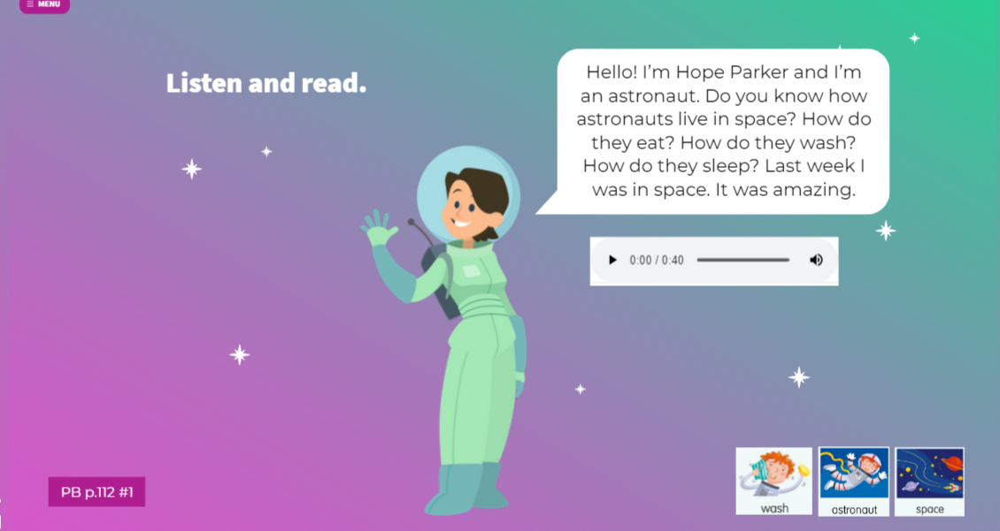 ☰ MENU
Listen and read.
Hello! I’m Hope Parker and I’m
an astronaut. Do you know how
astronauts live in space? How do
they eat? How do they wash?
How do they sleep? Last week I
was in space. It was amazing.
0:00 / 0:40
PB p.112 #1
wash
astronaut
space